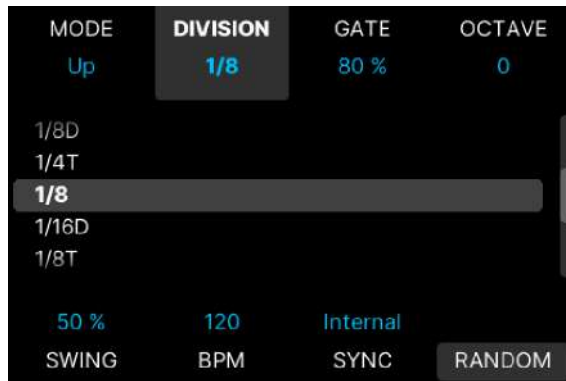 MODE DIVISION GATE OCTAVE
Up 1/8 80 % 0
1/8D
1/4T
1/8
1/16D
1/8T
50 % 120 Internal
SWING BPM SYNC RANDOM